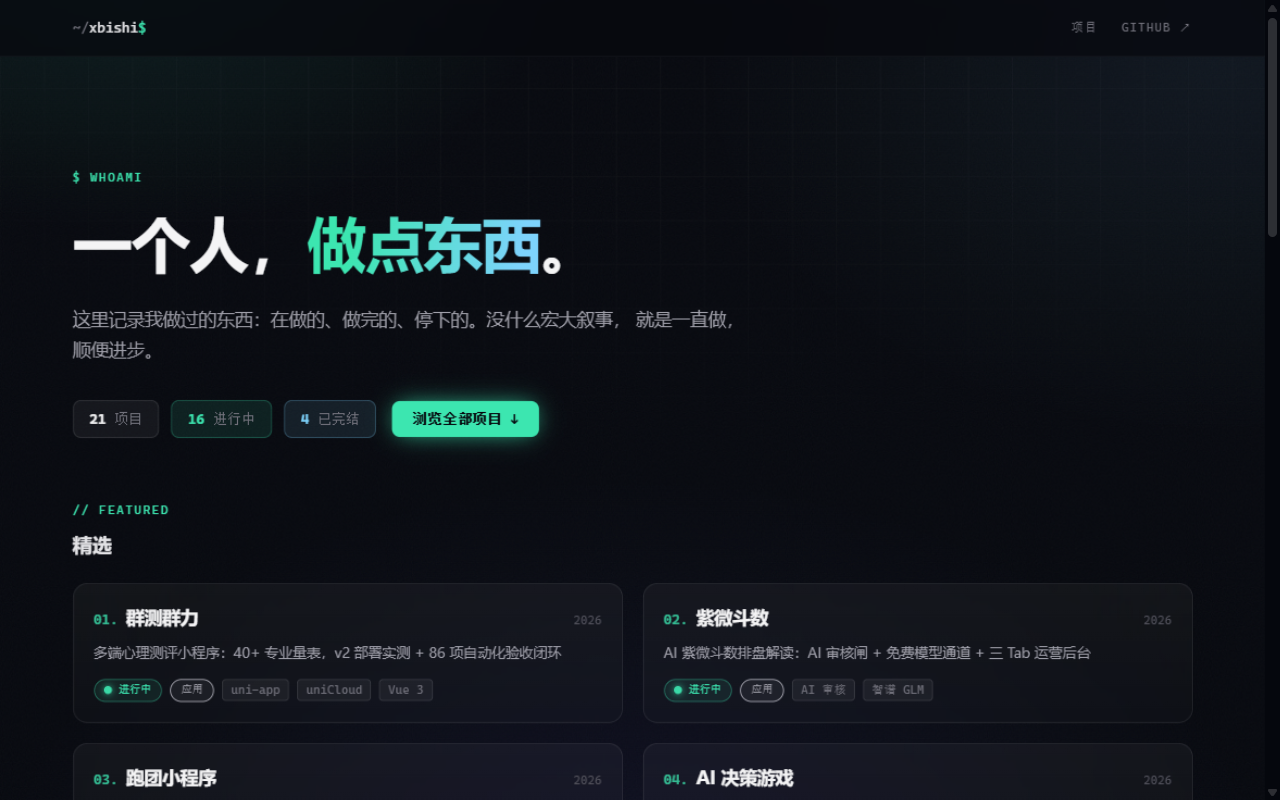 ~/xbishi$
项目 GITHUB ↗
$ WHOAMI
一个人，做点东西。
这里记录我做过的东西：在做的、做完的、停下的。没什么宏大叙事， 就是一直做，
顺便进步。
21 项目 16 进行中 4 已完结 浏览全部项目 ↓
// FEATURED
精选
01. 群测群力 2026
多端心理测评小程序：40+ 专业量表，v2 部署实测 + 86 项自动化验收闭环
进行中 应用 uni-app uniCloud Vue 3
02. 紫微斗数 2026
AI 紫微斗数排盘解读：AI 审核闸 + 免费模型通道 + 三 Tab 运营后台
进行中 应用 AI 审核 智谱 GLM
03. 跑团小程序 2026
04. AI 决策游戏 2026